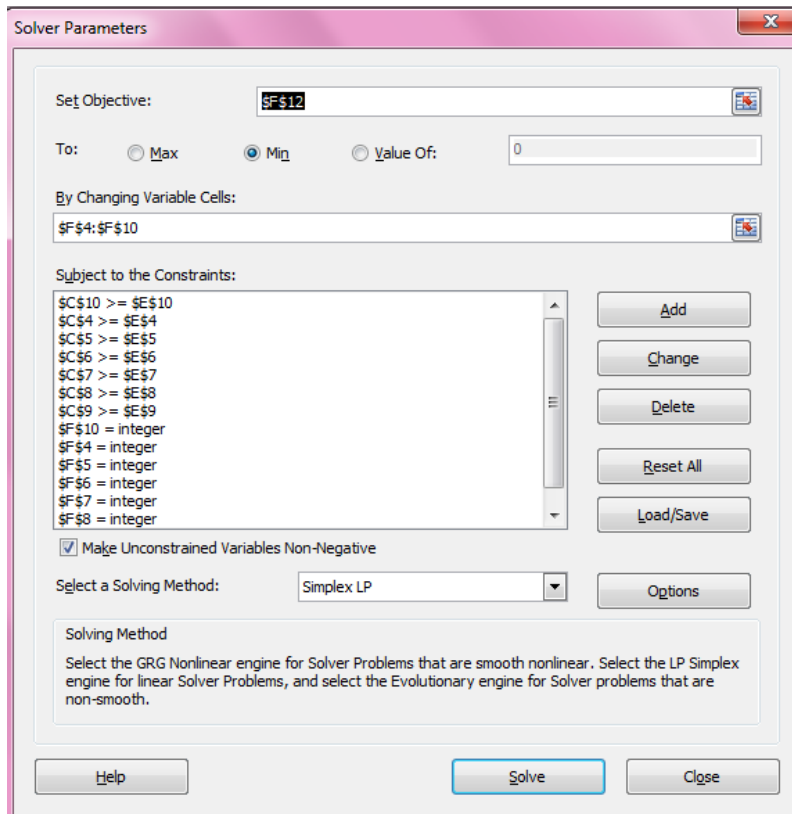 Solver Parameters
Set Objective: $F$12
To: Max Min Value Of: 0
By Changing Variable Cells:
$F$4:$F$10
Subject to the Constraints:
$C$10 >= $E$10
$C$4 >= $E$4
$C$5 >= $E$5
$C$6 >= $E$6
$C$7 >= $E$7
$C$8 >= $E$8
$C$9 >= $E$9
$F$10 = integer
$F$4 = integer
$F$5 = integer
$F$6 = integer
$F$7 = integer
$F$8 = integer
Add
Change
Delete
Reset All
Load/Save
Make Unconstrained Variables Non-Negative
Select a Solving Method: Simplex LP Options
Solving Method
Select the GRG Nonlinear engine for Solver Problems that are smooth nonlinear. Select the LP Simplex
engine for linear Solver Problems, and select the Evolutionary engine for Solver problems that are
non-smooth.
Help Solve Close